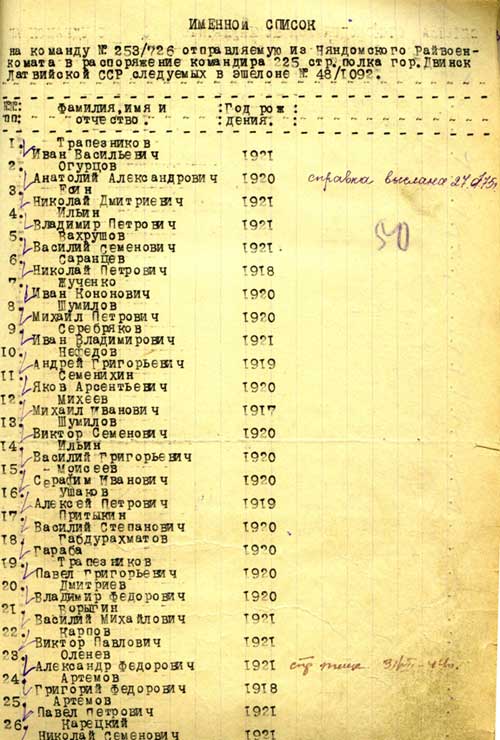 ИМЕННОЙ СПИСОК
на команду № 253/726 отправляемую из Няндомского Райвоен-
комата в распоряжение командира 225 стр.полка гор.Двинск
Латвийской ССР следуемых в эшелоне № 48/1092.
№№: Фамилия,имя и :Год рож :
пп: отчество. :дения. :
1. Трапезников
Иван Васильевич 1921
2. Огурцов
Анатолий Александрович 1920 справка выслана
3. Есин
Николай Дмитриевич 1921
4. Ильин
Владимир Петрович 1921
50
5. Вахрушов
Василий Семенович 1921
6. Саранцев
Николай Петрович 1918
7. Жученко
Иван Кононович 1920
8. Шумилов
Михаил Петрович 1920
9. Серебряков
Иван Владимирович 1921
10. Нефедов
Андрей Григорьевич 1919
11. Семенихин
Яков Арсентьевич 1920
12. Михеев
Михаил Иванович 1917
13. Шумилов
Виктор Семенович 1920
14. Ильин
Василий Григорьевич 1920
15. Моисеев
Серафим Иванович 1920
16. Ушаков
Алексей Петрович 1919
17. Притыкин
Василий Степанович 1920
18. Габдурахматов
Гараба 1920
19. Трапезников
Павел Григорьевич 1920
20. Дмитриев
Владимир Федорович 1920
21. Ворыгин
Василий Михайлович 1921
22. Карпов
Виктор Павлович 1921
23. Оленев
Александр Федорович 1921
24. Артемов
Григорий Федорович 1918
25. Артемов
Павел Петрович 1921
26. Карецкий
Николай Семенович 1921